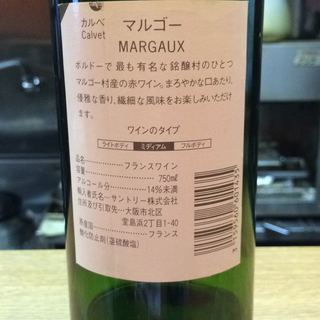 カルベ マルゴー
Calvet MARGAUX
ボルドーで最も有名な銘醸村のひとつ
マルゴー村産の赤ワイン。まろやかな口あたり、
優雅な香り、繊細な風味をお楽しみいただけ
ます。
ワインのタイプ
ライトボディ ミディアム フルボディ
品名 フランスワイン
容量 750㎖
アルコール分 14%未満
輸入者氏名 サントリー株式会社
住所及び引取先 大阪市北区
堂島浜2丁目1-40
原産国 フランス
酸化防止剤(亜硫酸塩)